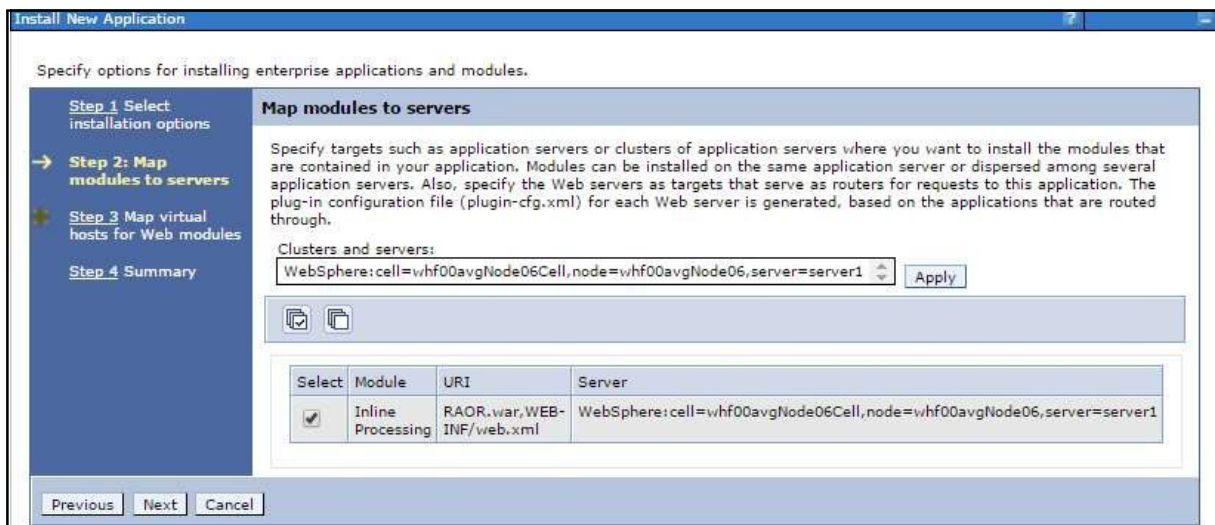 Install New Application
?
Specify options for installing enterprise applications and modules.
Step 1 Select
installation options
Step 2: Map
modules to servers
Step 3 Map virtual
hosts for Web modules
Step 4 Summary
Map modules to servers
Specify targets such as application servers or clusters of application servers where you want to install the modules that
are contained in your application. Modules can be installed on the same application server or dispersed among several
application servers. Also, specify the Web servers as targets that serve as routers for requests to this application. The
plug-in configuration file (plugin-cfg.xml) for each Web server is generated, based on the applications that are routed
through.
Clusters and servers:
WebSphere:cell=whf00avgNode06Cell,node=whf00avgNode06,server=server1
Apply
Select Module URI Server
Inline
Processing
RAOR.war,WEB-
INF/web.xml
WebSphere:cell=whf00avgNode06Cell,node=whf00avgNode06,server=server1
Previous Next Cancel